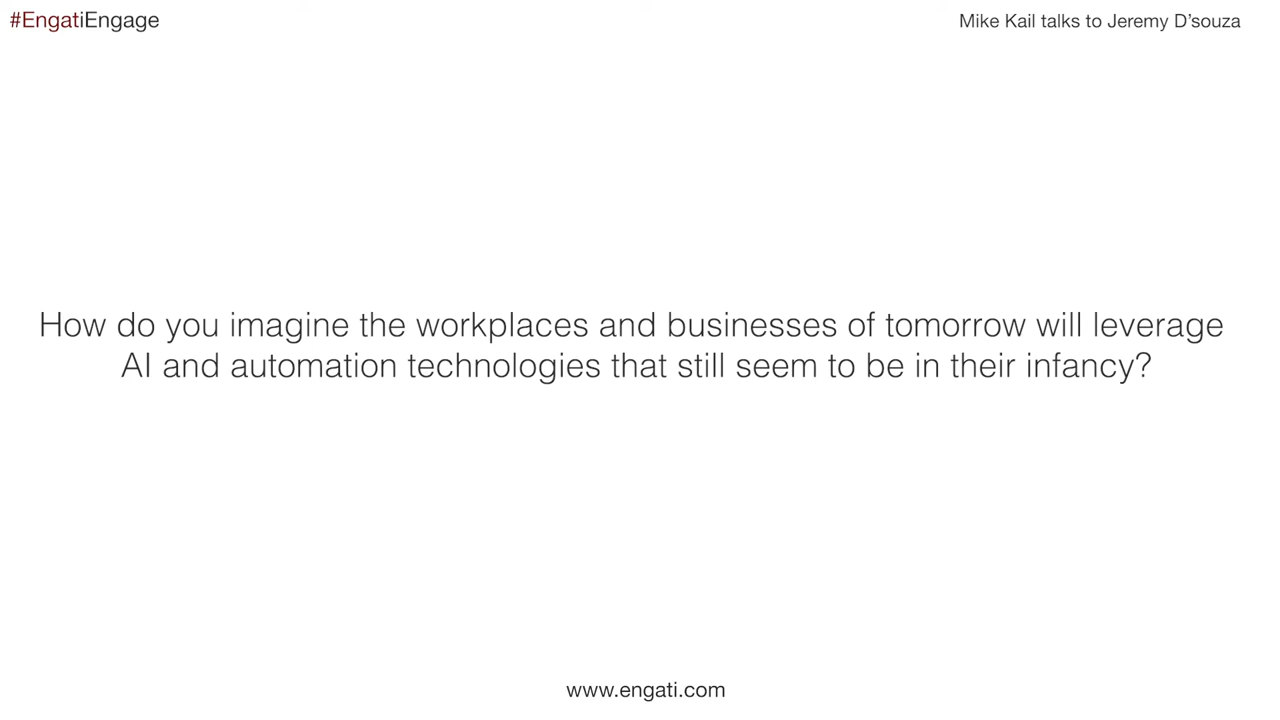 #EngatiEngage
Mike Kail talks to Jeremy D’souza
How do you imagine the workplaces and businesses of tomorrow will leverage
AI and automation technologies that still seem to be in their infancy?
www.engati.com